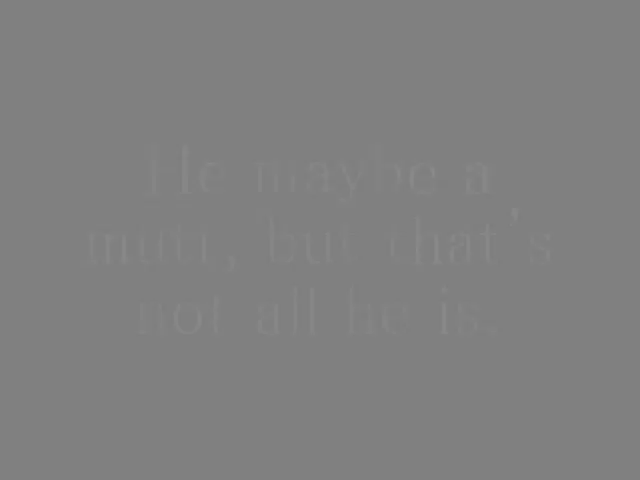 He maybe a
mutt, but that's
not all he is.